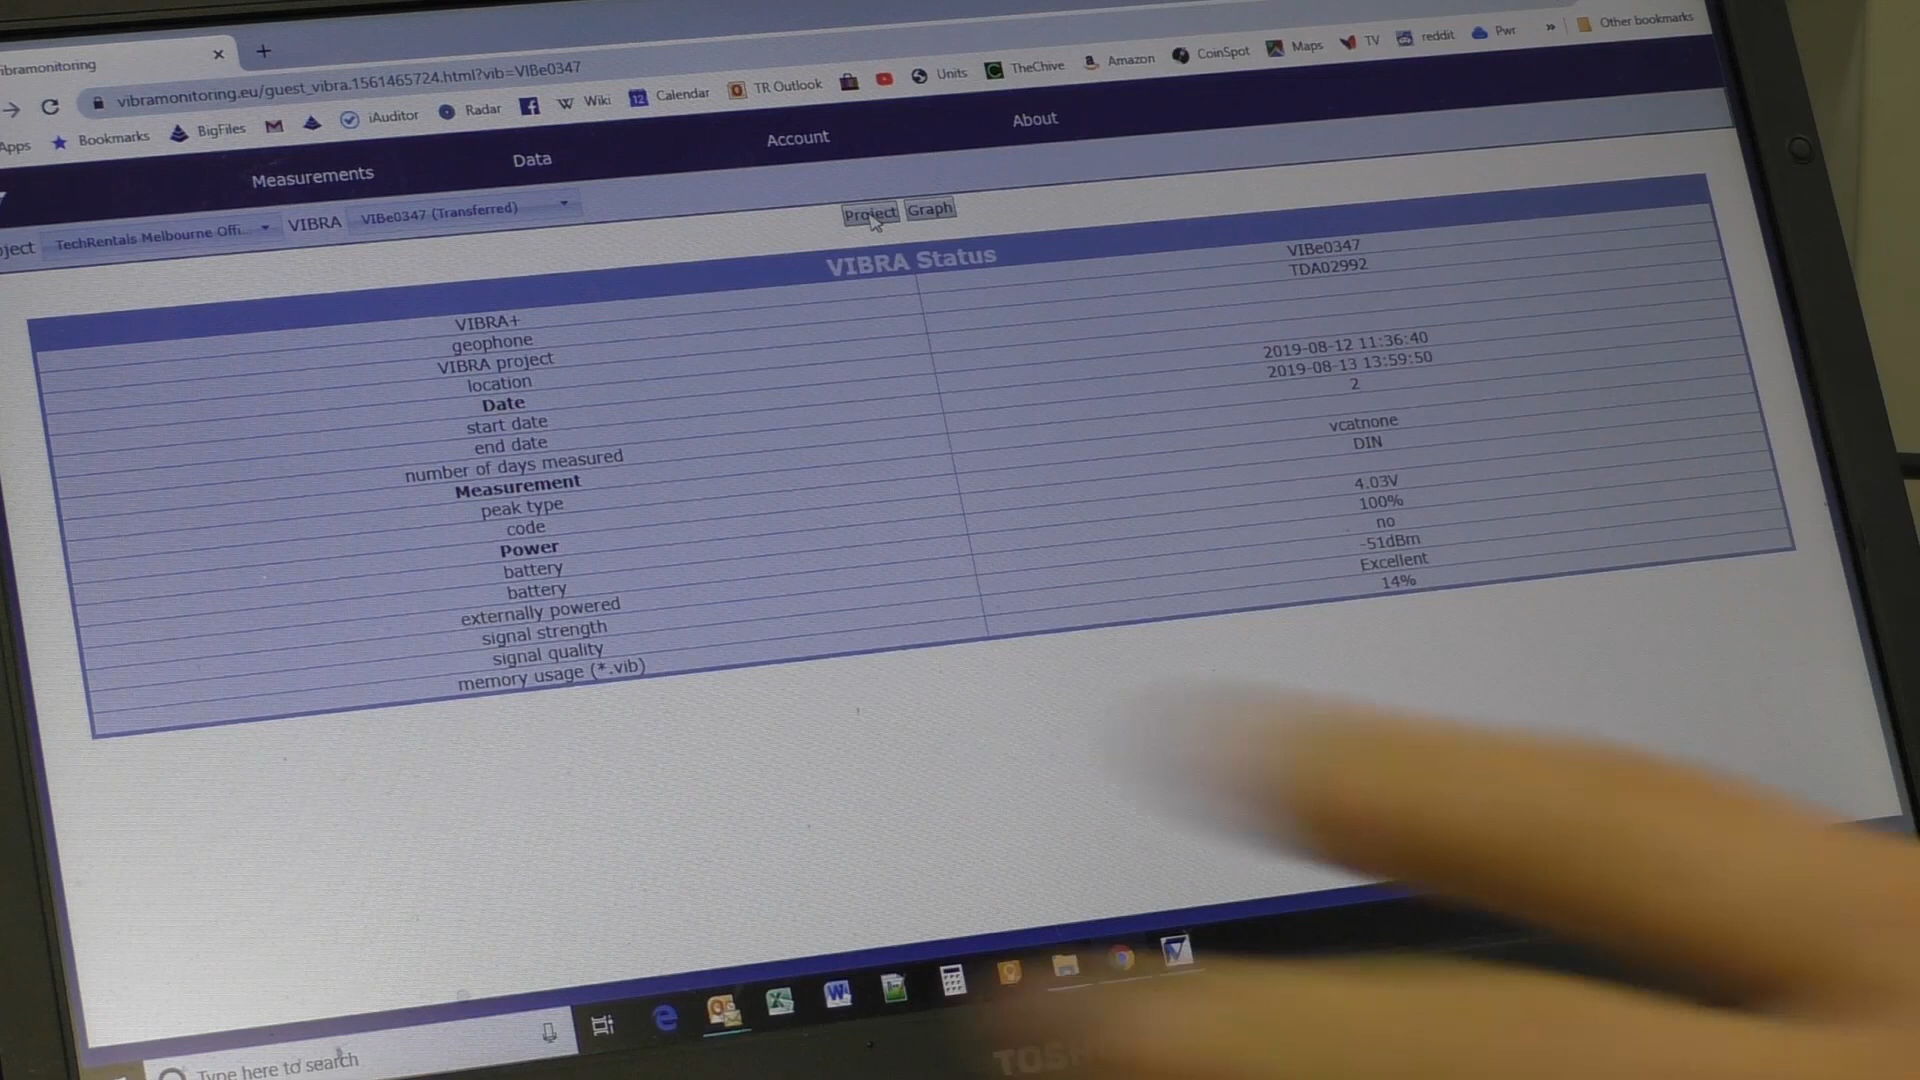 ibramonitoring
vibramonitoring.eu/guest_vibra.1561465724.html?vib=VIBe0347
Apps Bookmarks BigFiles iAuditor Radar Wiki 12 Calendar TR Outlook Units TheChive Amazon CoinSpot Maps TV reddit Pwr » Other bookmarks
Measurements Data Account About
oject TechRentals Melbourne Offi... VIBRA VIBe0347 (Transferred)
Project Graph
VIBRA Status
VIBRA+ VIBe0347
geophone TDA02992
VIBRA project
location
Date
start date 2019-08-12 11:36:40
end date 2019-08-13 13:59:50
number of days measured 2
Measurement
peak type vcatnone
code DIN
Power
battery 4.03V
battery 100%
externally powered no
signal strength -51dBm
signal quality Excellent
memory usage (*.vib) 14%
Type here to search
TOSH